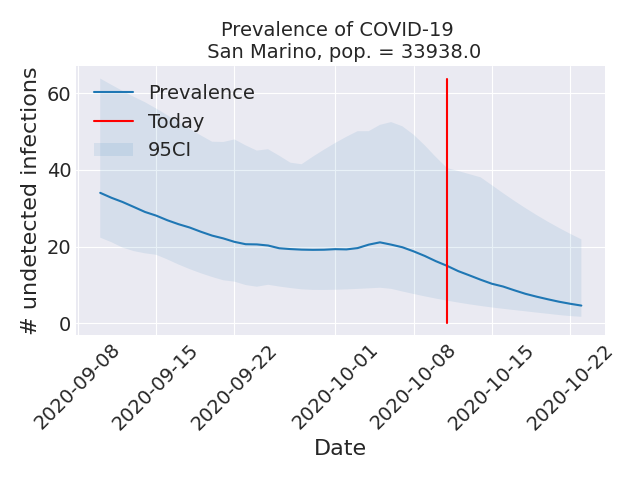 Prevalence of COVID-19
San Marino, pop. = 33938.0
# undetected infections
60
40
20
0
Prevalence
Today
95CI
2020-09-08
2020-09-15
2020-09-22
2020-10-01
2020-10-08
2020-10-15
2020-10-22
Date